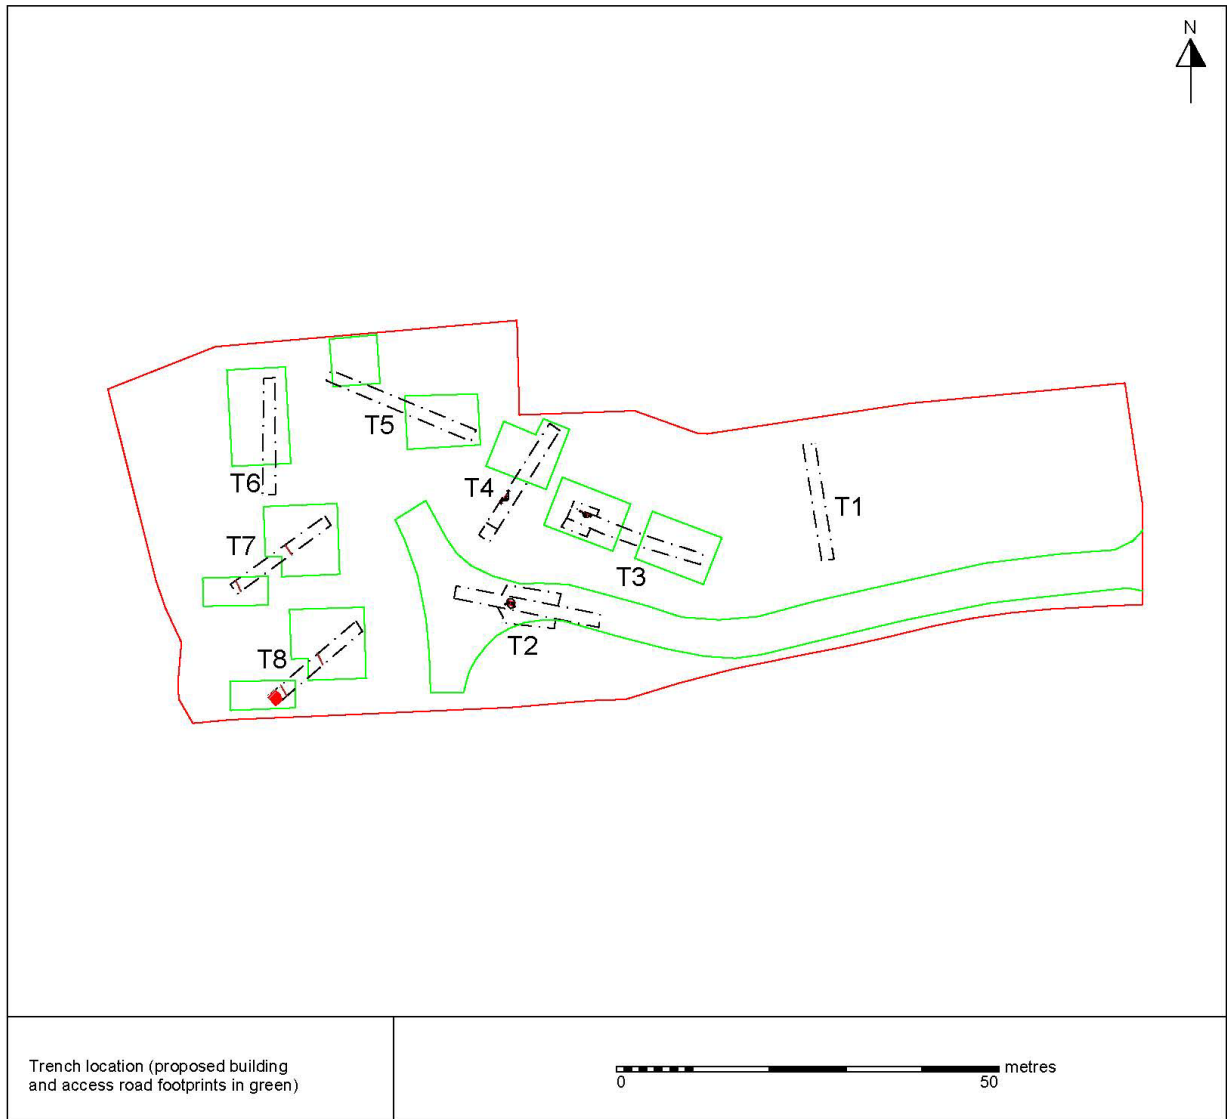 N
T5
T6
T4
T1
T7
T3
T2
T8
Trench location (proposed building
and access road footprints in green)
metres
0
50